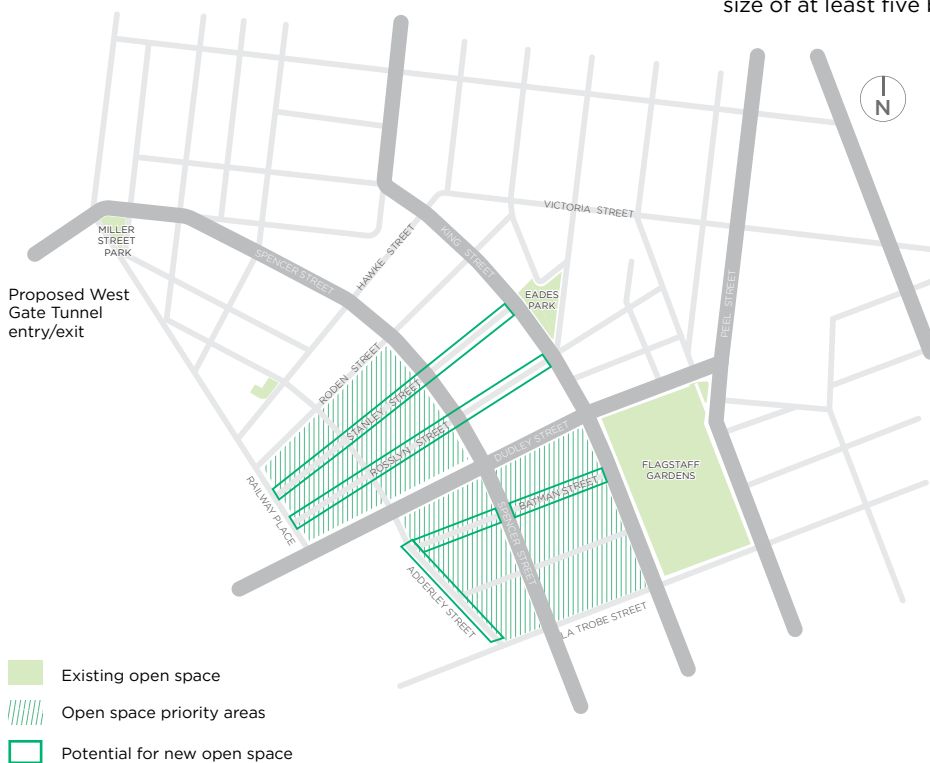 size of at least five
N
VICTORIA STREET
MILLER
STREET
PARK
HAWKE STREET
KING STREET
SPENCER STREET
PEEL STREET
Proposed West
Gate Tunnel
entry/exit
EADES
PARK
RODEN STREET
STANLEY STREET
ROSSLYN STREET
DUDLEY STREET
FLAGSTAFF
GARDENS
RAILWAY PLACE
BATMAN STREET
SPENCER STREET
ADDERLEY STREET
LA TROBE STREET
Existing open space
Open space priority areas
Potential for new open space